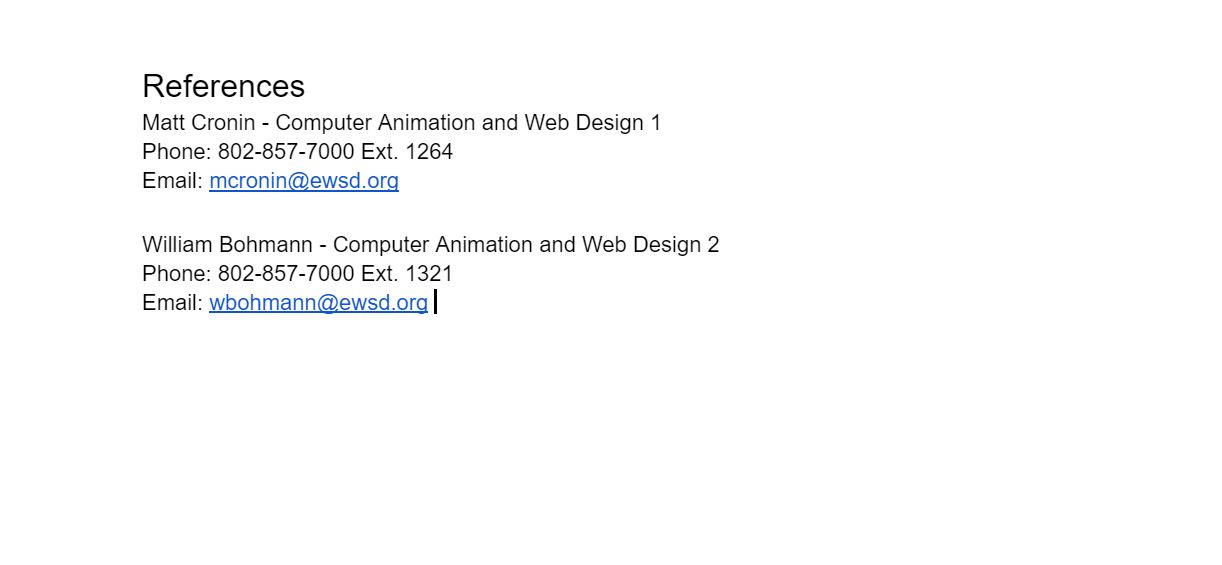 References
Matt Cronin - Computer Animation and Web Design 1
Phone: 802-857-7000 Ext. 1264
Email: mcronin@ewsd.org
William Bohmann - Computer Animation and Web Design 2
Phone: 802-857-7000 Ext. 1321
Email: wbohmann@ewsd.org